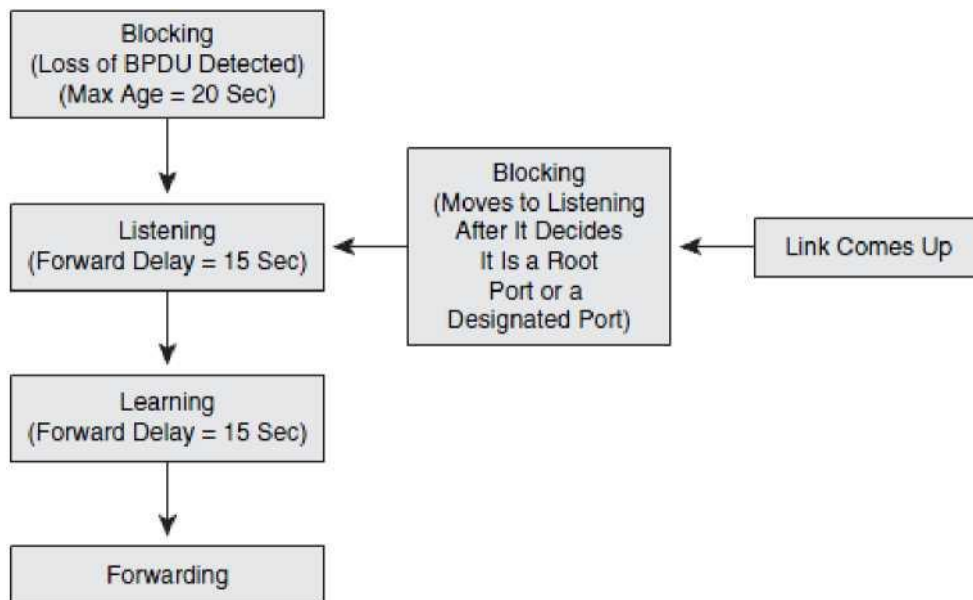 Blocking
(Loss of BPDU Detected)
(Max Age = 20 Sec)
Listening
(Forward Delay = 15 Sec)
Blocking
(Moves to Listening
After It Decides
It Is a Root
Port or a
Designated Port)
Link Comes Up
Learning
(Forward Delay = 15 Sec)
Forwarding